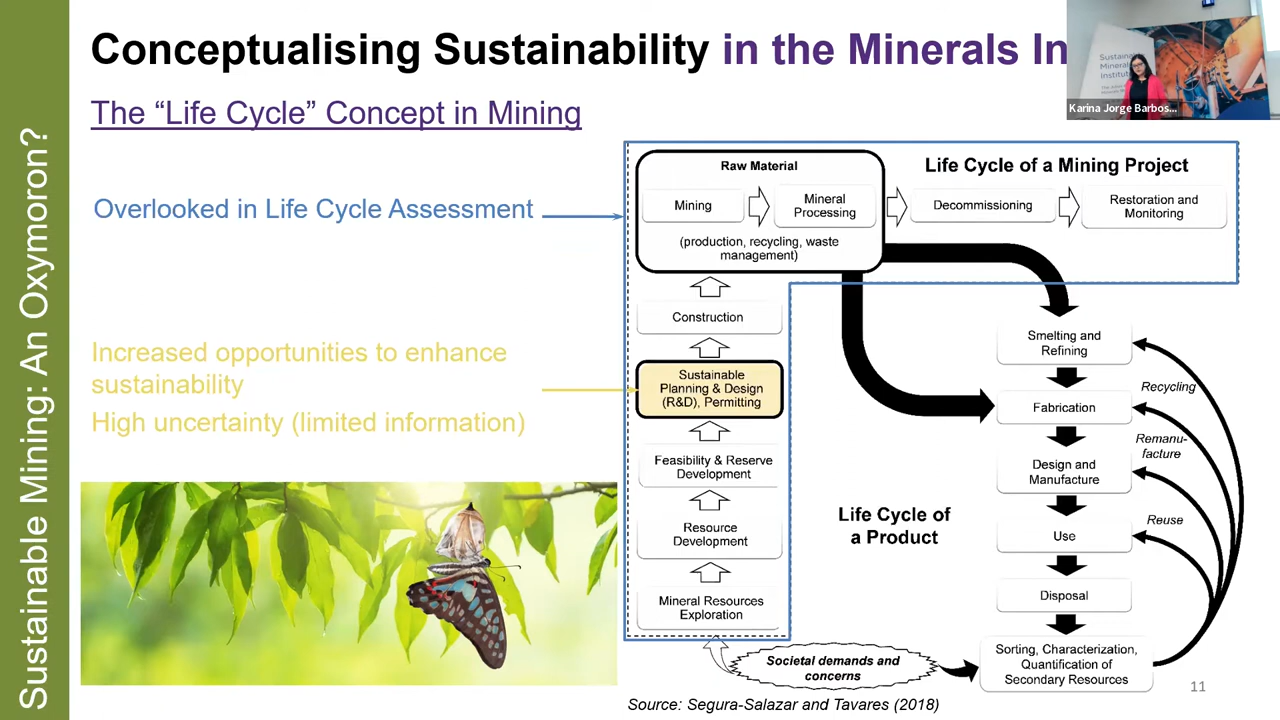 Sustainable Mining: An Oxymoron?
Conceptualising Sustainability in the Minerals In
The “Life Cycle” Concept in Mining
Sustainable
Minerals
Institute
Karina Jorge Barbos...
Overlooked in Life Cycle Assessment
Increased opportunities to enhance
sustainability
High uncertainty (limited information)
Life Cycle of a Mining Project
Raw Material
Mining
Mineral
Processing
(production, recycling, waste
management)
Decommissioning
Restoration and
Monitoring
Construction
Sustainable
Planning & Design
(R&D), Permitting
Feasibility & Reserve
Development
Resource
Development
Mineral Resources
Exploration
Societal demands and
concerns
Life Cycle of
a Product
Smelting and
Refining
Fabrication
Design and
Manufacture
Use
Disposal
Sorting, Characterization,
Quantification of
Secondary Resources
Recycling
Remanu-
facture
Reuse
Source: Segura-Salazar and Tavares (2018)
11